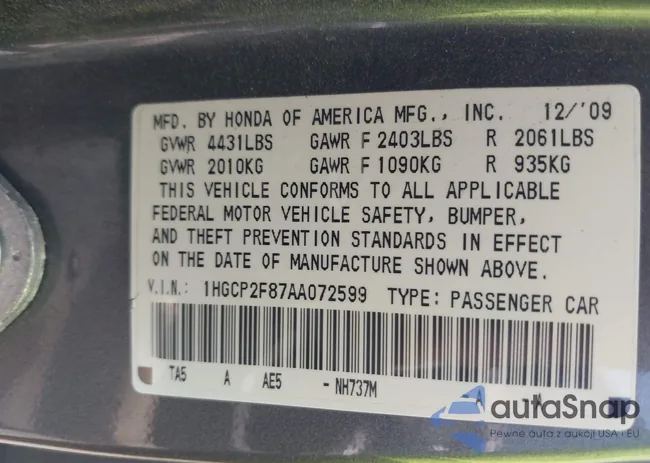 MFD. BY HONDA OF AMERICA MFG., INC. 12/'09
GVWR 4431LBS GAWR F 2403LBS R 2061LBS
GVWR 2010KG GAWR F 1090KG R 935KG
THIS VEHICLE CONFORMS TO ALL APPLICABLE
FEDERAL MOTOR VEHICLE SAFETY, BUMPER,
AND THEFT PREVENTION STANDARDS IN EFFECT
ON THE DATE OF MANUFACTURE SHOWN ABOVE.
V.I.N.: 1HGCP2F87AA072599 TYPE: PASSENGER CAR
TA5 A AE5 -NH737M A N
autaSnap
Pewne auta z aukcji USA i EU